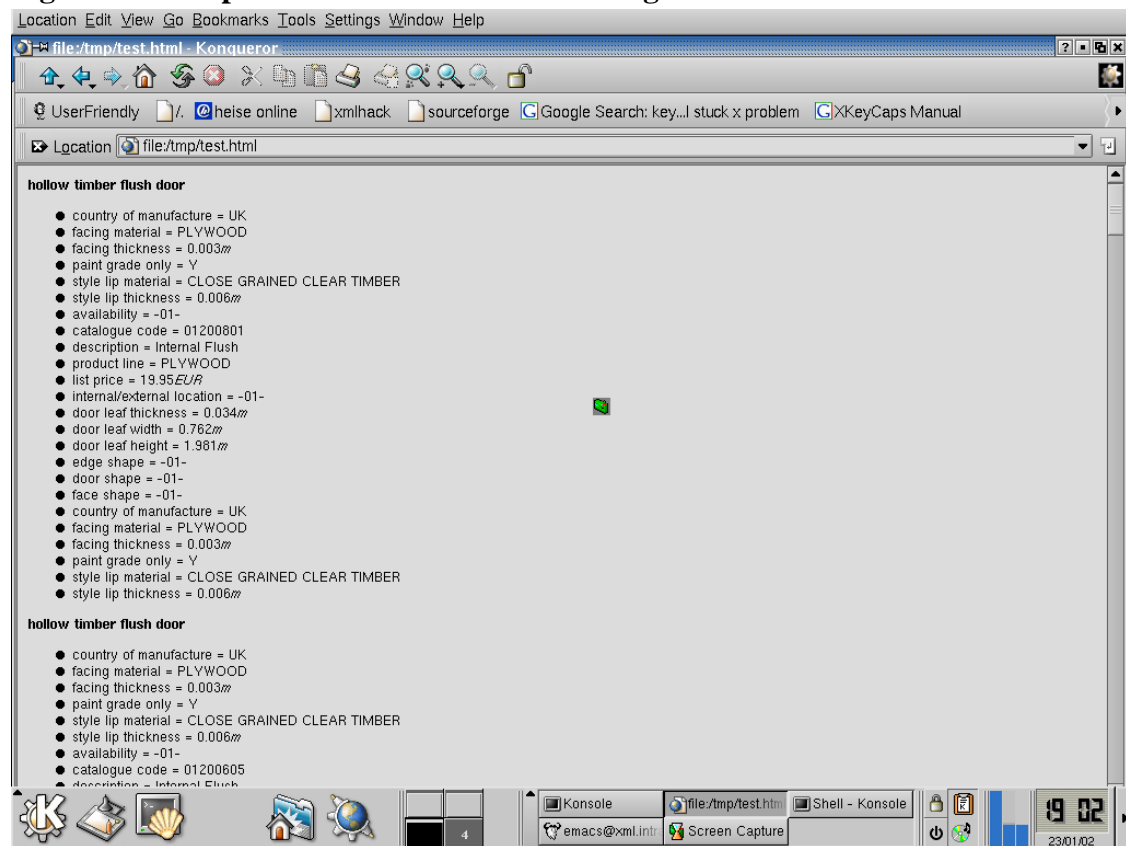 Location Edit View Go Bookmarks Tools Settings Window Help
file:/tmp/test.html - Konqueror
UserFriendly /. heise online xmlhack sourceforge Google Search: key...l stuck x problem XKeyCaps Manual
Location file:/tmp/test.html
hollow timber flush door
country of manufacture = UK
facing material = PLYWOOD
facing thickness = 0.003m
paint grade only = Y
style lip material = CLOSE GRAINED CLEAR TIMBER
style lip thickness = 0.006m
availability = -01-
catalogue code = 01200801
description = Internal Flush
product line = PLYWOOD
list price = 19.95EUR
internal/external location = -01-
door leaf thickness = 0.034m
door leaf width = 0.762m
door leaf height = 1.981m
edge shape = -01-
door shape = -01-
face shape = -01-
country of manufacture = UK
facing material = PLYWOOD
facing thickness = 0.003m
paint grade only = Y
style lip material = CLOSE GRAINED CLEAR TIMBER
style lip thickness = 0.006m
hollow timber flush door
country of manufacture = UK
facing material = PLYWOOD
facing thickness = 0.003m
paint grade only = Y
style lip material = CLOSE GRAINED CLEAR TIMBER
style lip thickness = 0.006m
availability = -01-
catalogue code = 01200605
description = Internal Flush
Konsole file:/tmp/test.htm Shell - Konsole
4 emacs@xml.intr Screen Capture
19 02
23/01/02